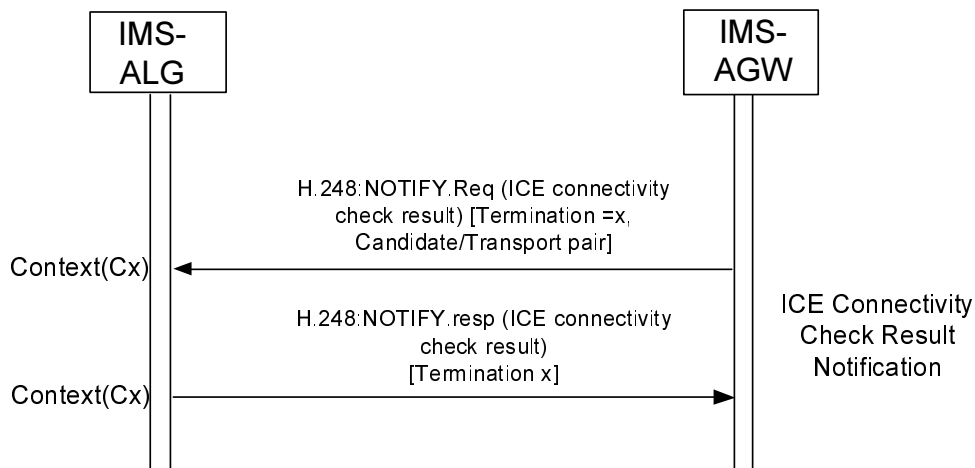 IMS-
ALG
IMS-
AGW
H.248:NOTIFY.Req (ICE connectivity
check result) [Termination =x,
Candidate/Transport pair]
Context(Cx)
H.248:NOTIFY.resp (ICE connectivity
check result)
[Termination x]
Context(Cx)
ICE Connectivity
Check Result
Notification